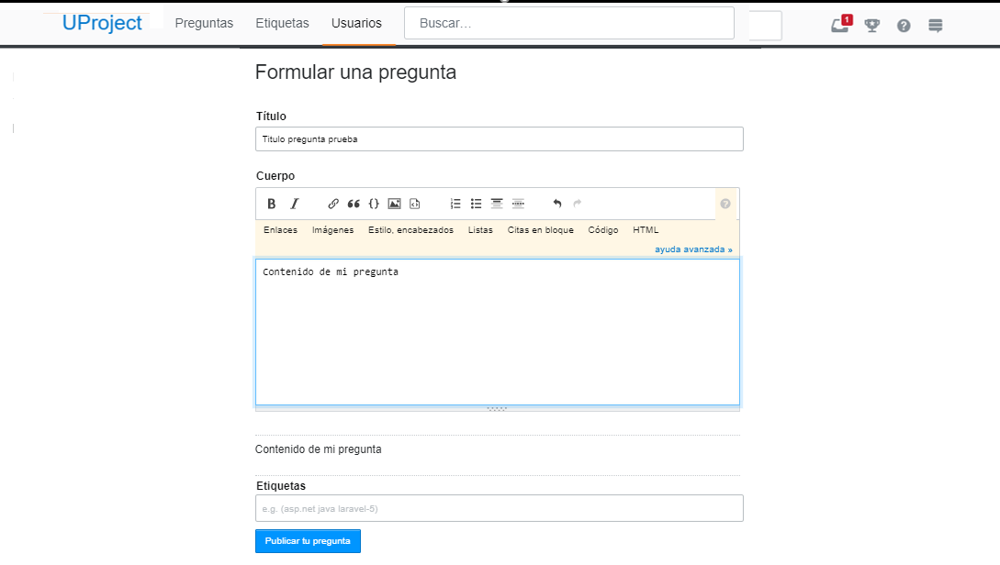 UProject Preguntas Etiquetas Usuarios Buscar... 1
Formular una pregunta
Título
Titulo pregunta prueba
Cuerpo
B I
Enlaces Imágenes Estilo, encabezados Listas Citas en bloque Código HTML
ayuda avanzada »
Contenido de mi pregunta
Contenido de mi pregunta
Etiquetas
e.g. (asp.net java laravel-5)
Publicar tu pregunta